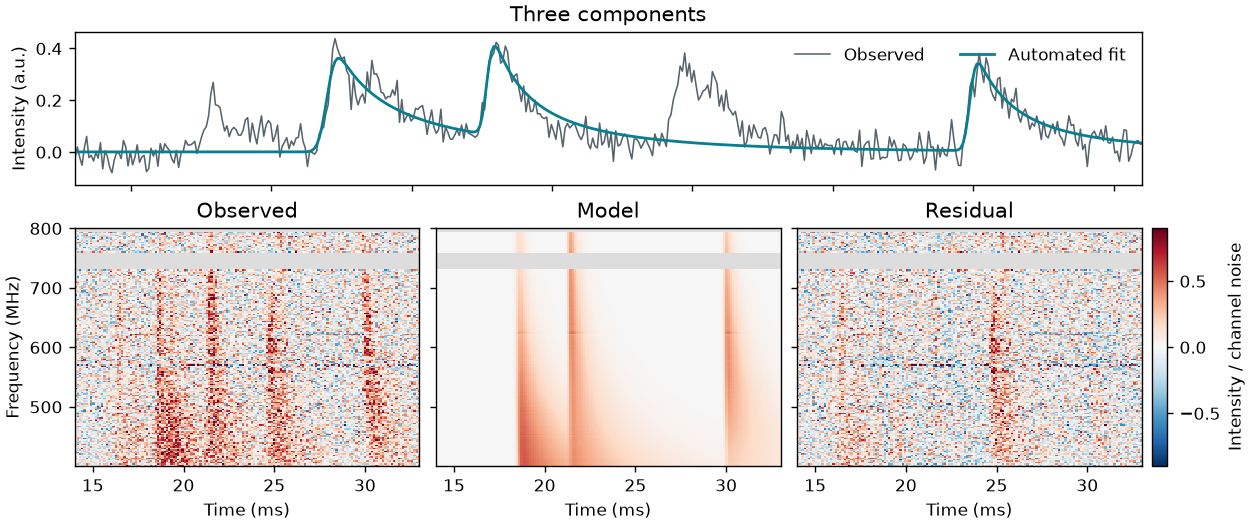 Three components
Intensity (a.u.)
0.4
0.2
0.0
Observed
Automated fit
Observed
Model
Residual
Frequency (MHz)
800
700
600
500
15 20 25 30
15 20 25 30
15 20 25 30
Time (ms)
Time (ms)
Time (ms)
0.5
0.0
−0.5
Intensity / channel noise